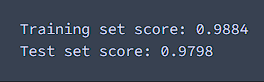 Training set score: 0.9884
Test set score: 0.9798